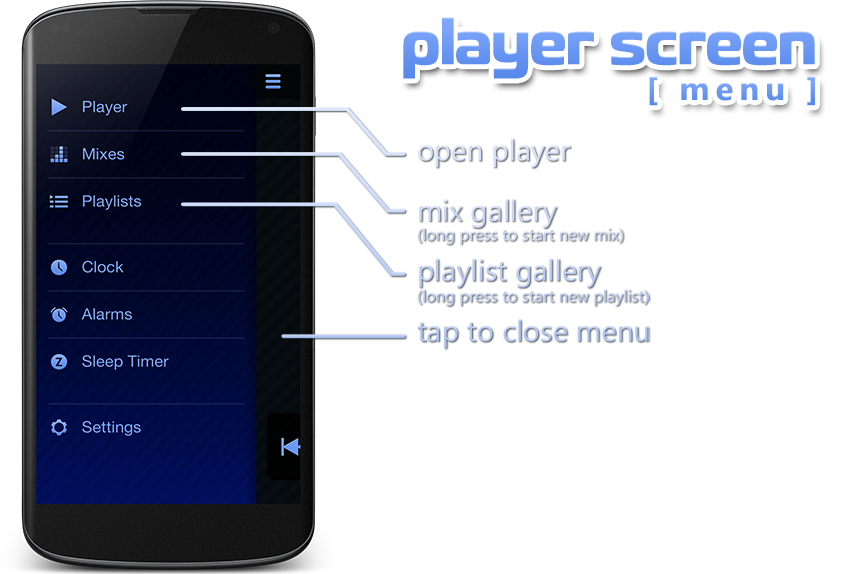 player screen
[ menu ]
Player
Mixes
Playlists
Clock
Alarms
Z Sleep Timer
Settings
open player
mix gallery
(long press to start new mix)
playlist gallery
(long press to start new playlist)
tap to close menu